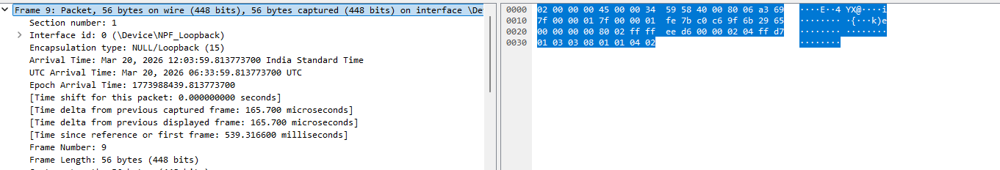 Frame 9: Packet, 56 bytes on wire (448 bits), 56 bytes captured (448 bits) on interface \De
Section number: 1
Interface id: 0 (\Device\NPF_Loopback)
Encapsulation type: NULL/Loopback (15)
Arrival Time: Mar 20, 2026 12:03:59.813773700 India Standard Time
UTC Arrival Time: Mar 20, 2026 06:33:59.813773700 UTC
Epoch Arrival Time: 1773988439.813773700
[Time shift for this packet: 0.000000000 seconds]
[Time delta from previous captured frame: 165.700 microseconds]
[Time delta from previous displayed frame: 165.700 microseconds]
[Time since reference or first frame: 539.316600 milliseconds]
Frame Number: 9
Frame Length: 56 bytes (448 bits)
0000 02 00 00 00 45 00 00 34 59 58 40 00 80 06 a3 69 ····E··4 YX@····i
0010 7f 00 00 01 7f 00 00 01 fe 7b c0 c6 9f 6b 29 65 ········ ·{···k)e
0020 00 00 00 00 80 02 ff ff ee d6 00 00 02 04 ff d7 ········ ········
0030 01 03 03 08 01 01 04 02 ········